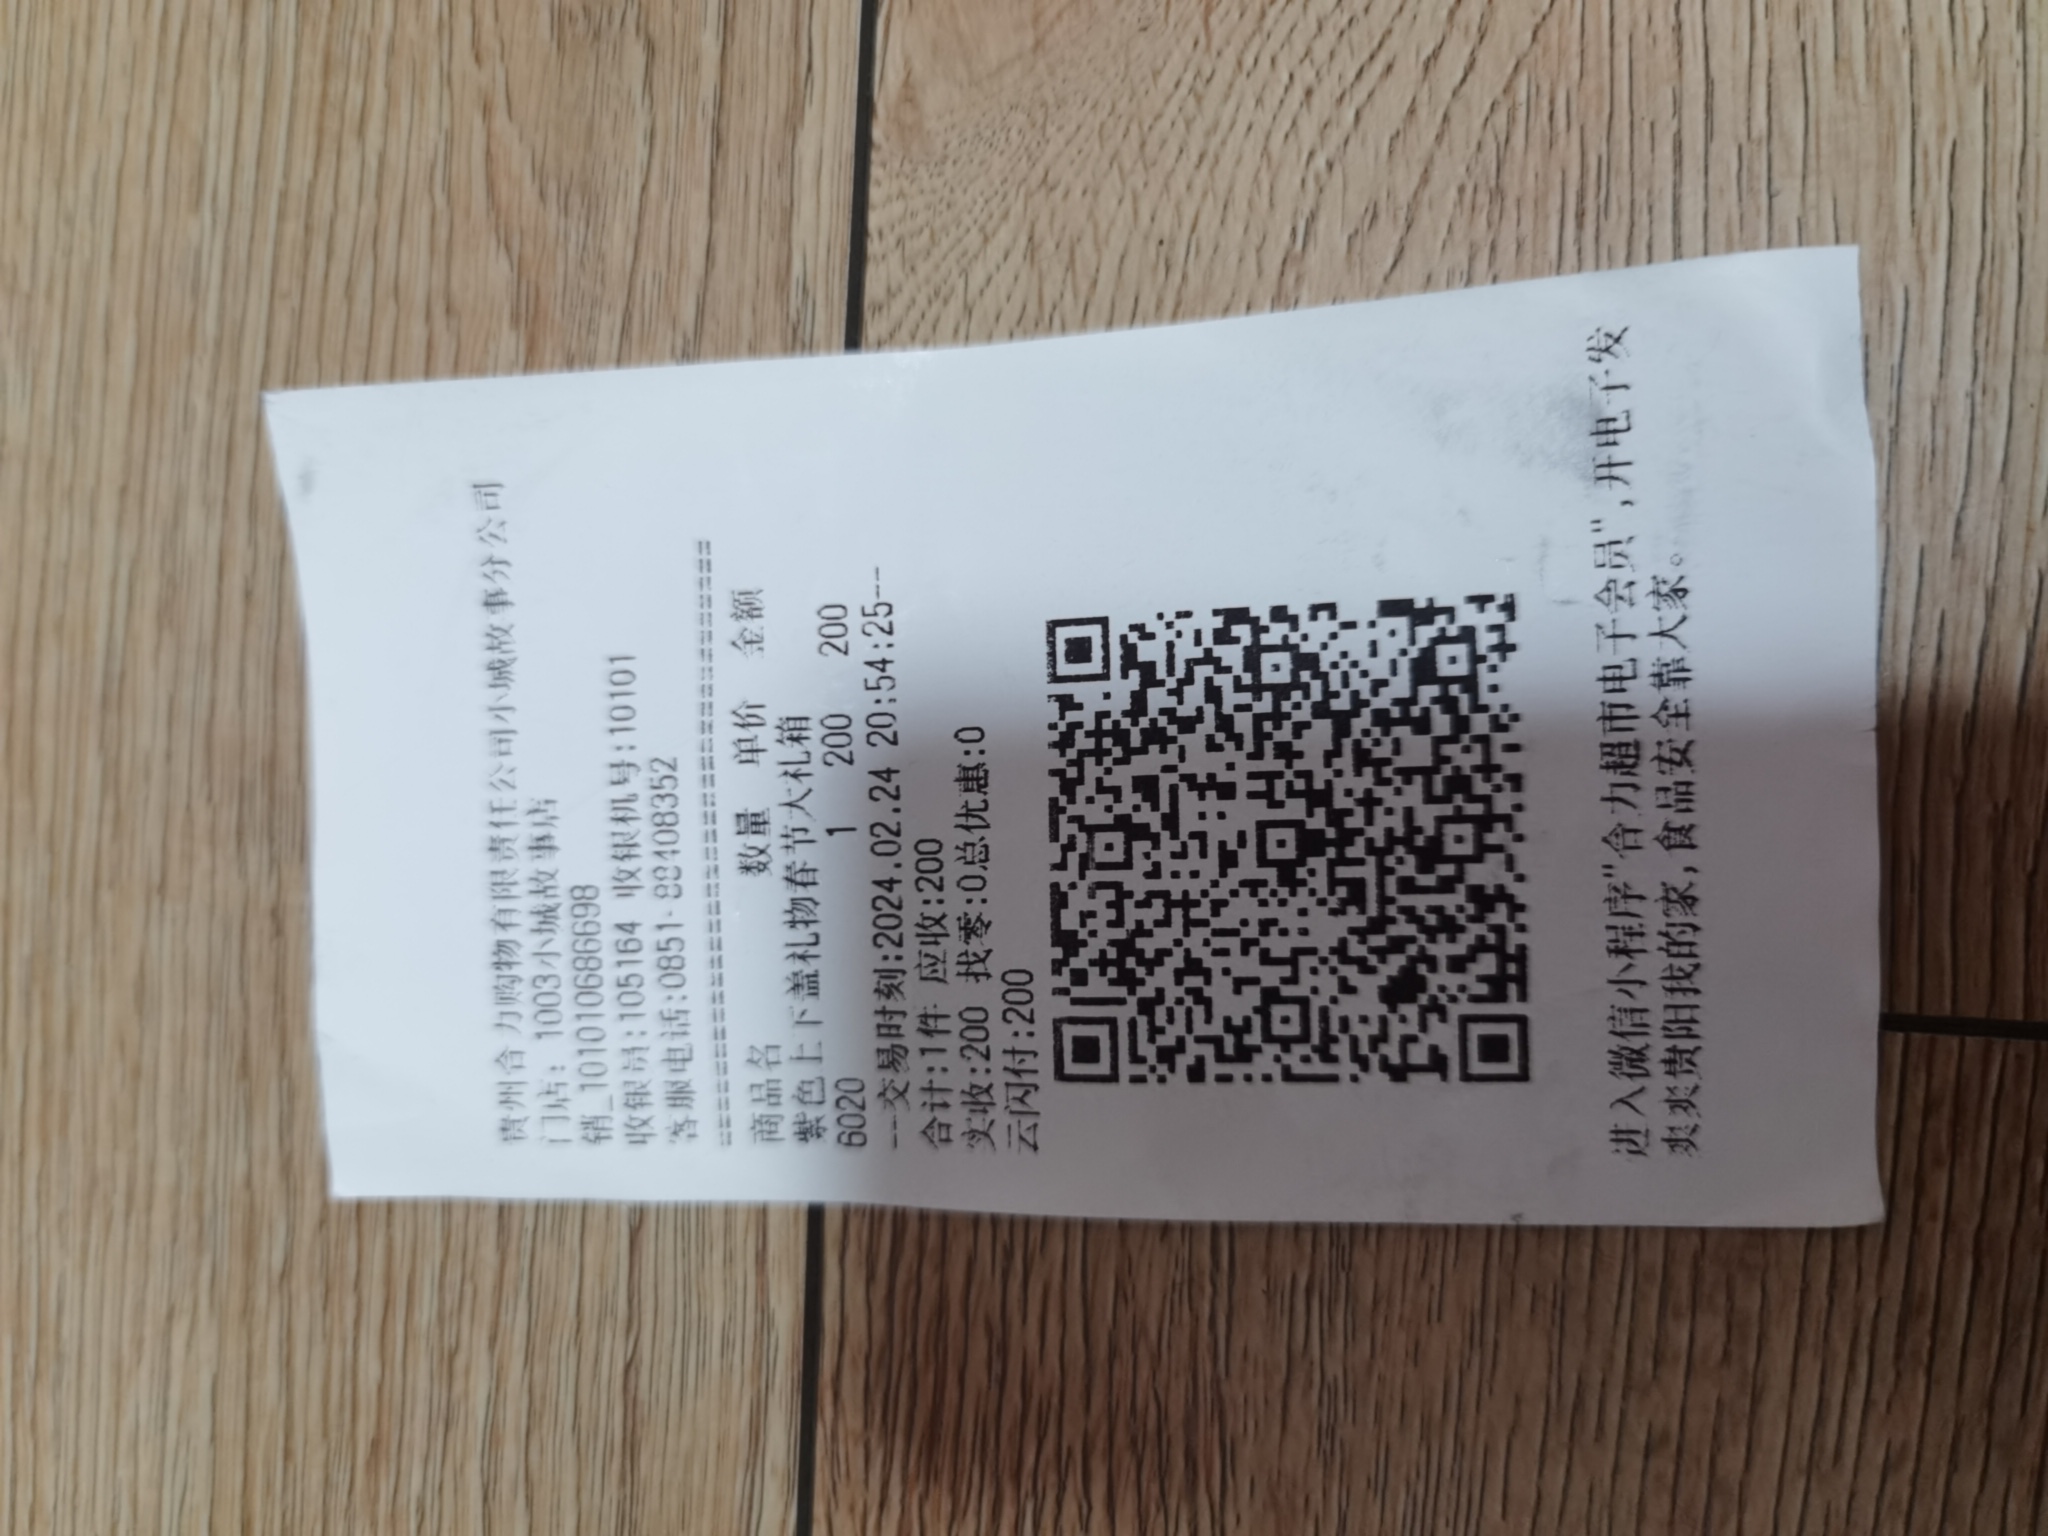 贵州合力购物有限责任公司小城故事分公司
门店: 1003小城故事店
销_101010686698
收银员:105164 收银机号:10101
客服电话:0851-88408352
================================
商品名 数量 单价 金额
紫色上下盖礼物春节大礼箱
6020 1 200 200
---交易时刻:2024.02.24 20:54:25---
合计:1件 应收:200
实收:200 找零:0总优惠:0
云闪付:200
进入微信小程序"合力超市电子会员",开电子发
爽爽贵阳我的家,食品安全靠大家。